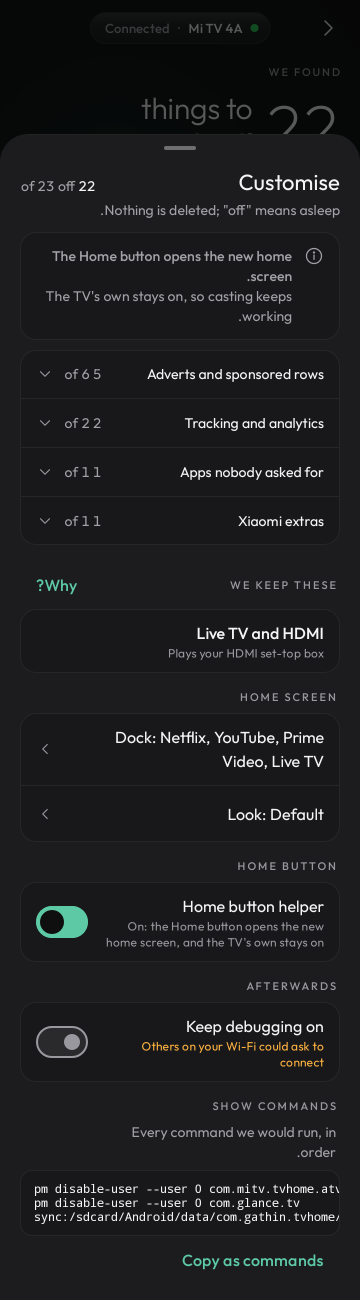 Connected · Mi TV 4A
WE FOUND
22 things to
Customise
22 of 23 off
Nothing is deleted; "off" means asleep.
The Home button opens the new home
screen.
The TV's own stays on, so casting keeps
working.
Adverts and sponsored rows
5 of 6
Tracking and analytics
2 of 2
Apps nobody asked for
1 of 1
Xiaomi extras
1 of 1
WE KEEP THESE
Why?
Live TV and HDMI
Plays your HDMI set-top box
HOME SCREEN
Dock: Netflix, YouTube, Prime
Video, Live TV
Look: Default
HOME BUTTON
Home button helper
On: the Home button opens the new
home screen, and the TV's own stays on
AFTERWARDS
Keep debugging on
Others on your Wi-Fi could ask to
connect
SHOW COMMANDS
Every command we would run, in
order.
pm disable-user --user 0 com.mitv.tvhome.atv
pm disable-user --user 0 com.glance.tv
sync:/sdcard/Android/data/com.gathin.tvhome/
Copy as commands